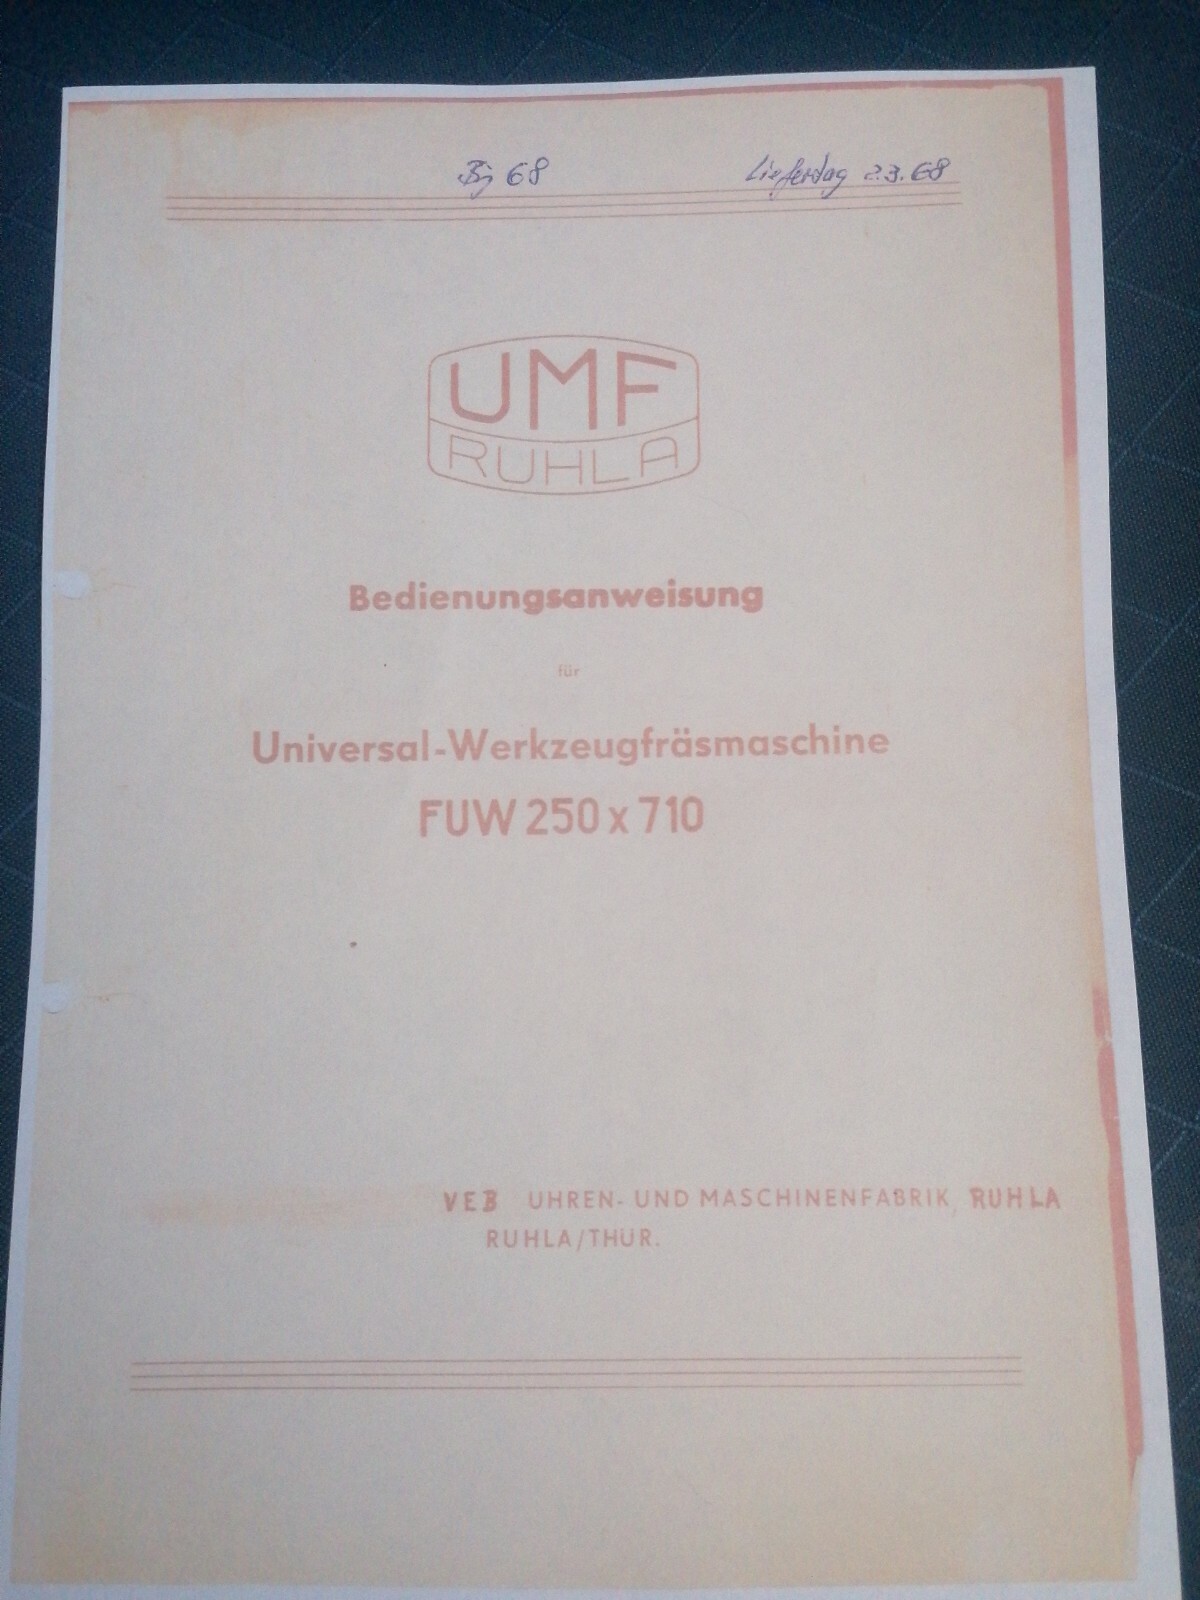 Bj 68 Liefertag 2.3.68
UMF
RUHLA
Bedienungsanweisung
für
Universal-Werkzeugfräsmaschine
FUW 250 x 710
VEB UHREN- UND MASCHINENFABRIK, RUHLA
RUHLA/THÜR.